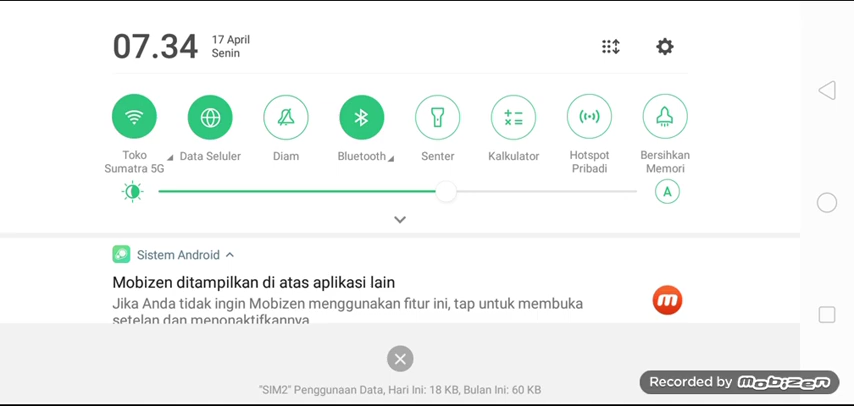 07.34
17 April
Senin
Toko
Sumatra 5G
Data Seluler
Diam
Bluetooth
Senter
Kalkulator
Hotspot
Pribadi
Bersihkan
Memori
A
Sistem Android
Mobizen ditampilkan di atas aplikasi lain
Jika Anda tidak ingin Mobizen menggunakan fitur ini, tap untuk membuka
setelan dan menonaktifkannya
m
"SIM2" Penggunaan Data, Hari Ini: 18 KB, Bulan Ini: 60 KB
Recorded by mobizen